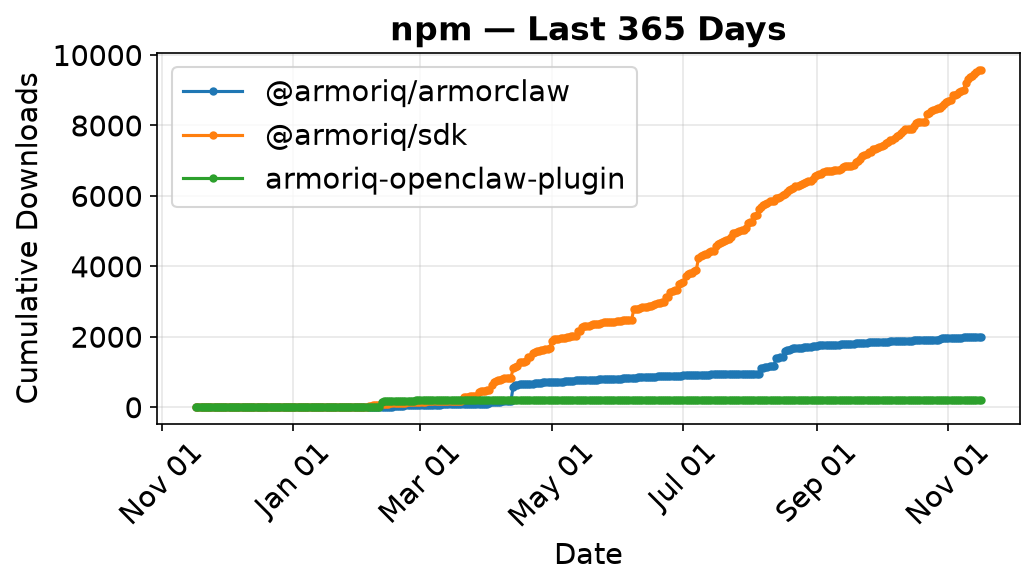 npm — Last 365 Days
Cumulative Downloads
10000
8000
6000
4000
2000
0
@armoriq/armorclaw
@armoriq/sdk
armoriq-openclaw-plugin
Nov 01
Jan 01
Mar 01
May 01
Jul 01
Sep 01
Nov 01
Date